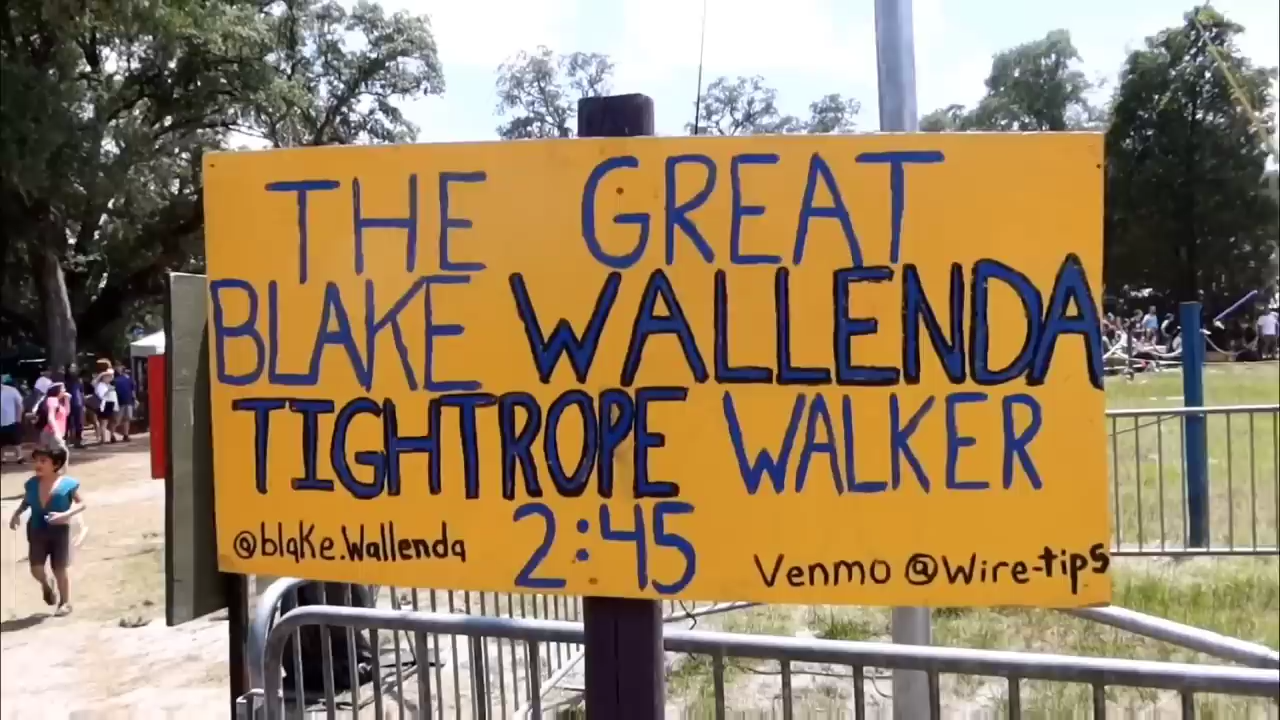 THE GREAT
BLAKE WALLENDA
TIGHTROPE WALKER
2:45
@blaKe.Wallenda
Venmo @Wire-tips